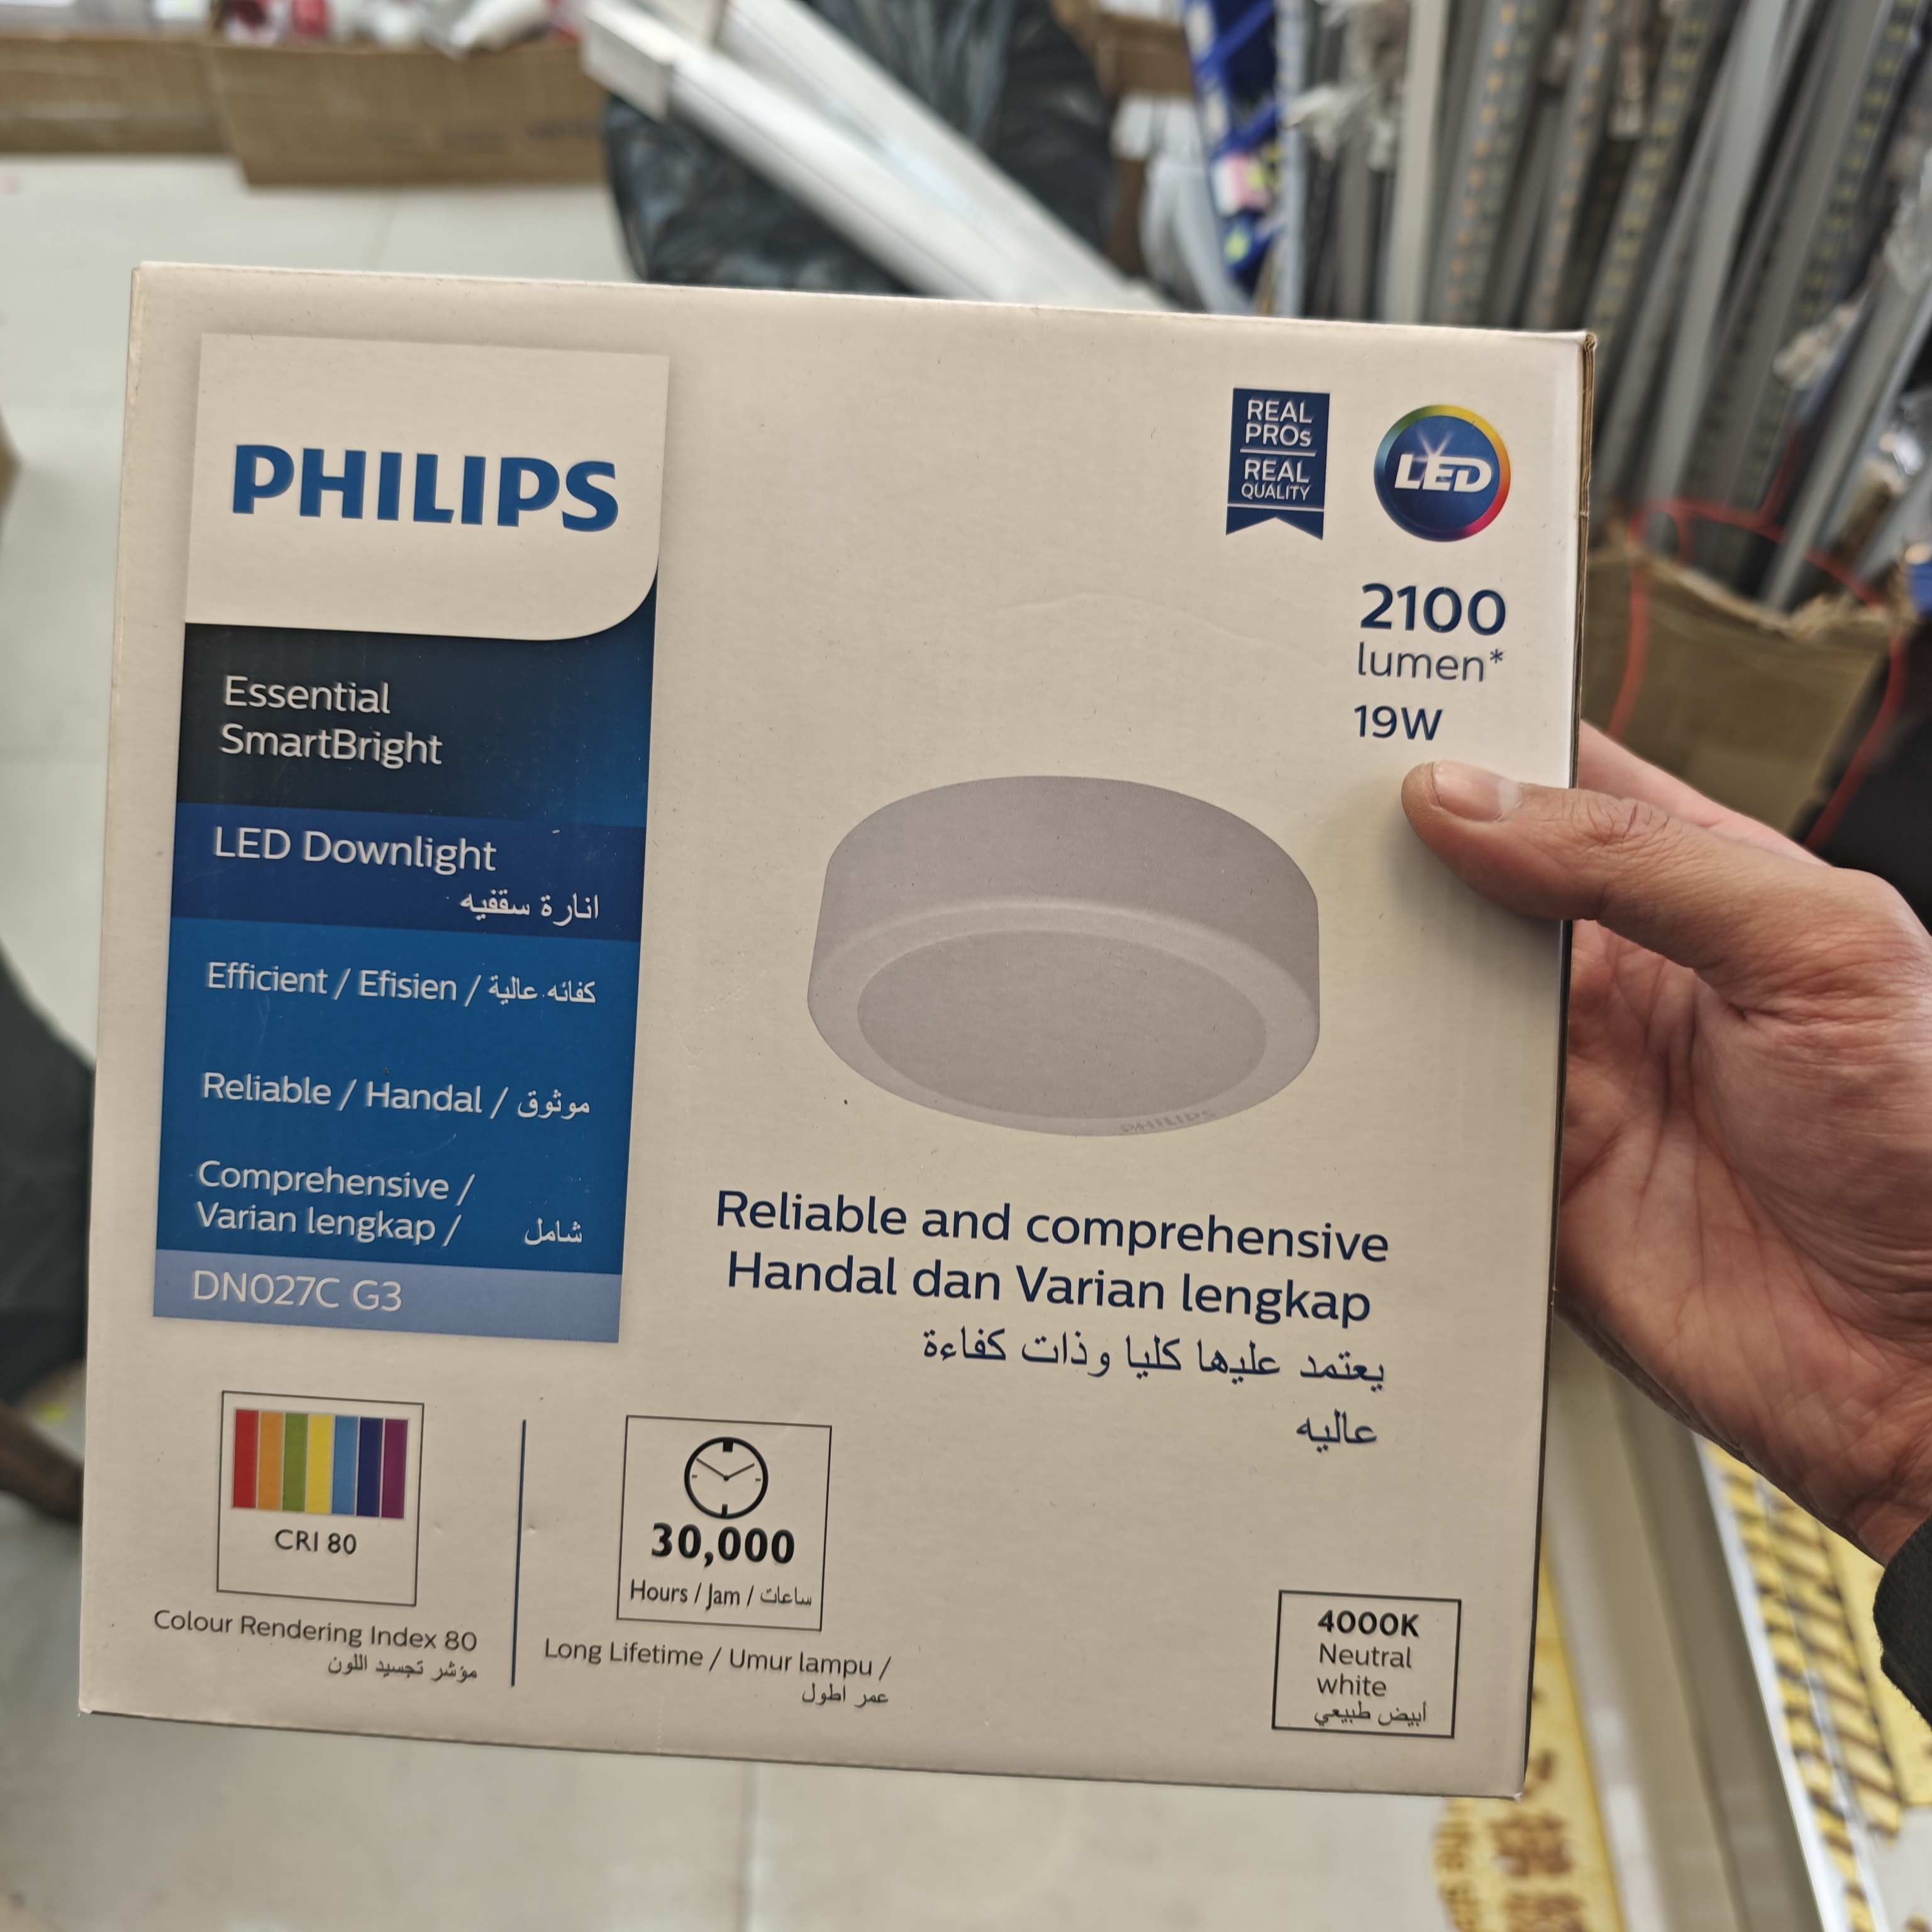 PHILIPS
Essential
SmartBright
LED Downlight
انارة سقفيه
Efficient / Efisien / كفائه عالية
Reliable / Handal / موثوق
Comprehensive /
Varian lengkap / شامل
DN027C G3
REAL
PROs
REAL
QUALITY
LED
2100
lumen*
19W
PHILIPS
Reliable and comprehensive
Handal dan Varian lengkap
يعتمد عليها كليا وذات كفاءة
عاليه
CRI 80
Colour Rendering Index 80
مؤشر تجسيد اللون
30,000
Hours / Jam / ساعات
Long Lifetime / Umur lampu /
عمر اطول
4000K
Neutral
white
أبيض طبيعي